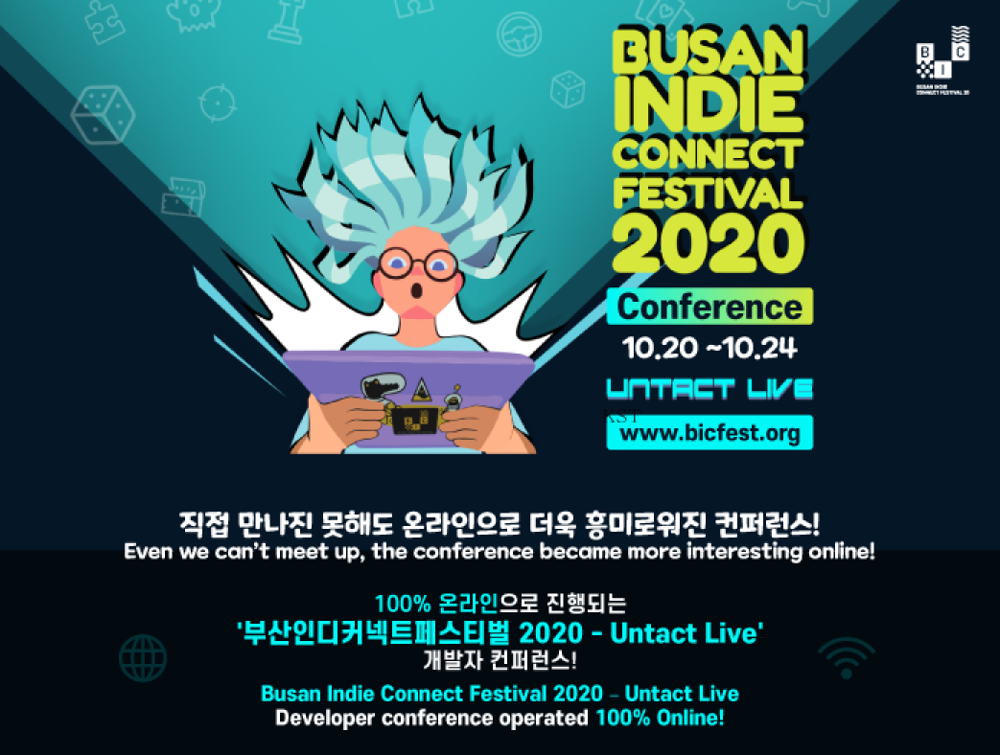 BUSAN
INDIE
CONNECT
FESTIVAL
2020
B
C
I
BUSAN INDIE
CONNECT FESTIVAL 20
Conference
10.20 ~10.24
UNTACT LIVE
KST
www.bicfest.org
직접 만나진 못해도 온라인으로 더욱 흥미로워진 컨퍼런스!
Even we can't meet up, the conference became more interesting online!
100% 온라인으로 진행되는
'부산인디커넥트페스티벌 2020 - Untact Live'
개발자 컨퍼런스!
Busan Indie Connect Festival 2020 – Untact Live
Developer conference operated 100% Online!